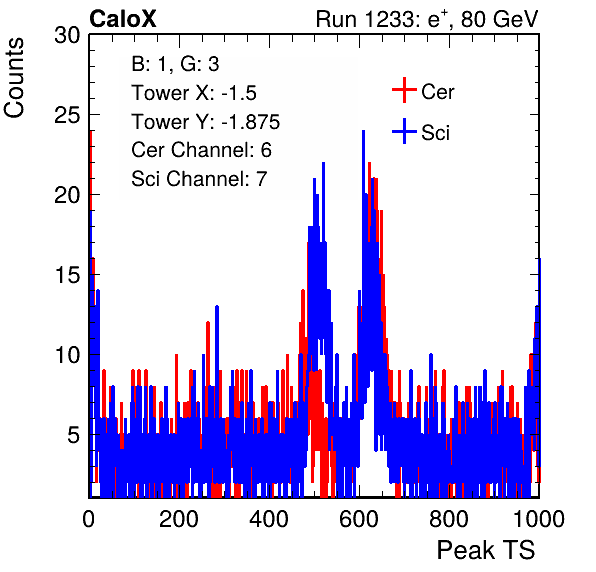 CaloX
Run 1233: e+, 80 GeV
Counts
30
25
20
15
10
5
B: 1, G: 3
Tower X: -1.5
Tower Y: -1.875
Cer Channel: 6
Sci Channel: 7
Cer
Sci
0 200 400 600 800 1000
Peak TS